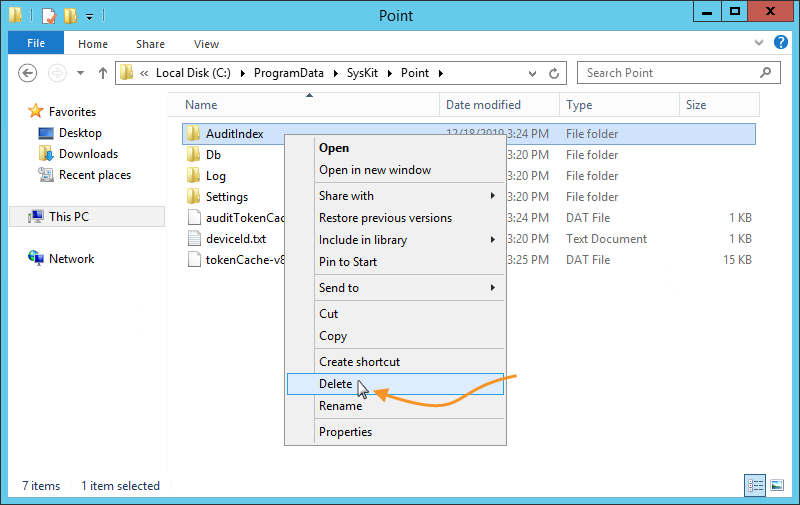 Point
File Home Share View
« Local Disk (C:) ProgramData SysKit Point Search Point
Name Date modified Type Size
Favorites
Desktop
Downloads
Recent places
This PC
Network
AuditIndex 12/18/2019 3:24 PM File folder
Db 3:20 PM File folder
Log 3:20 PM File folder
Settings 3:20 PM File folder
auditTokenCac 3:24 PM DAT File 1 KB
deviceId.txt 3:20 PM Text Document 1 KB
tokenCache-v8 3:25 PM DAT File 15 KB
Open
Open in new window
Share with
Restore previous versions
Include in library
Pin to Start
Send to
Cut
Copy
Create shortcut
Delete
Rename
Properties
7 items 1 item selected